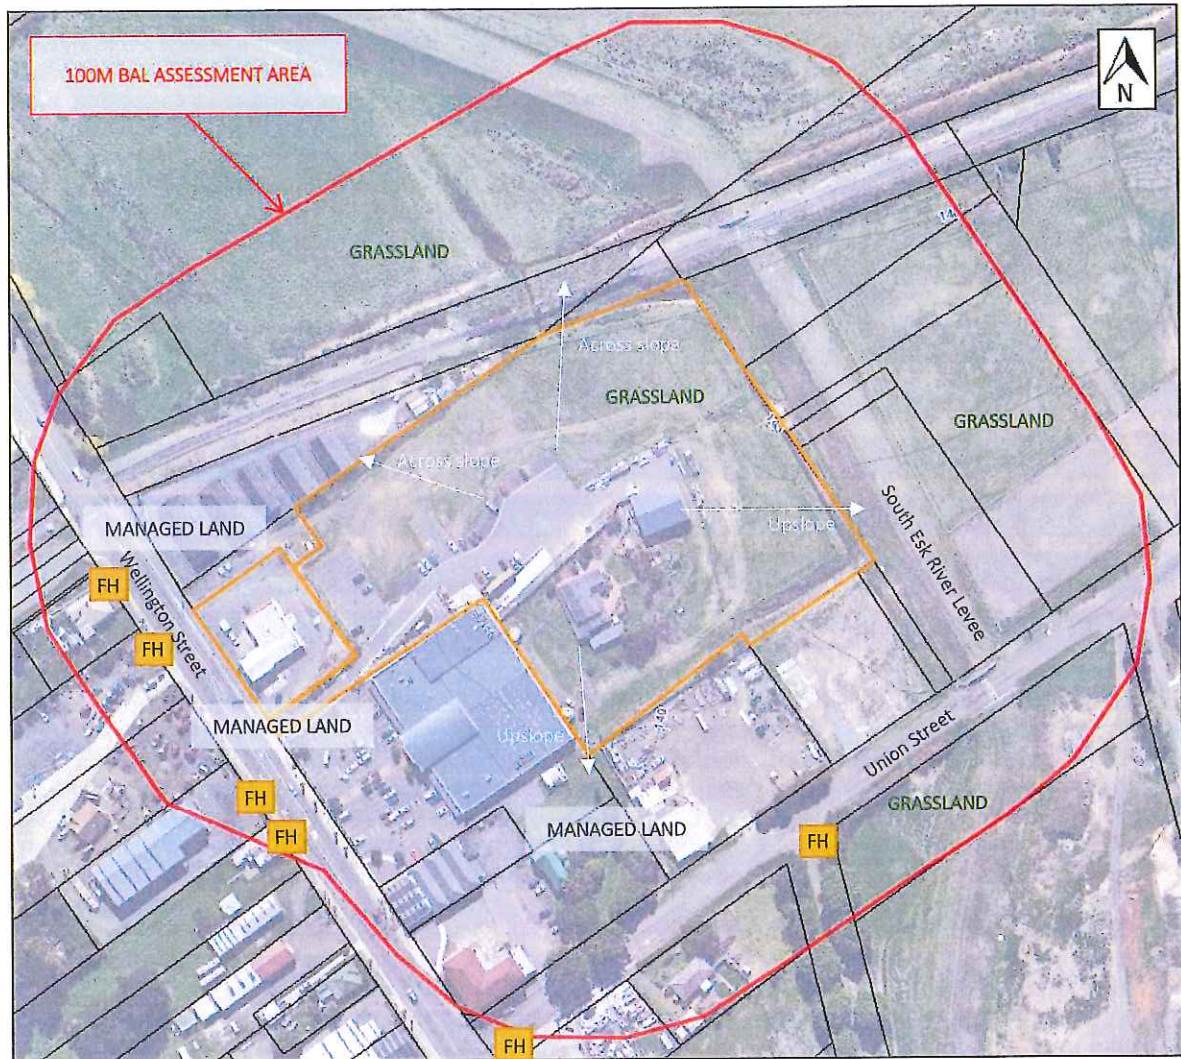 100M BAL ASSESSMENT AREA
N
GRASSLAND
Across slope
GRASSLAND
GRASSLAND
Across slope
MANAGED LAND
Upslope
South Esk River Levee
FH
Wellington Street
FH
MANAGED LAND
Upslope
140
Union Street
FH
FH
GRASSLAND
MANAGED LAND
FH
FH